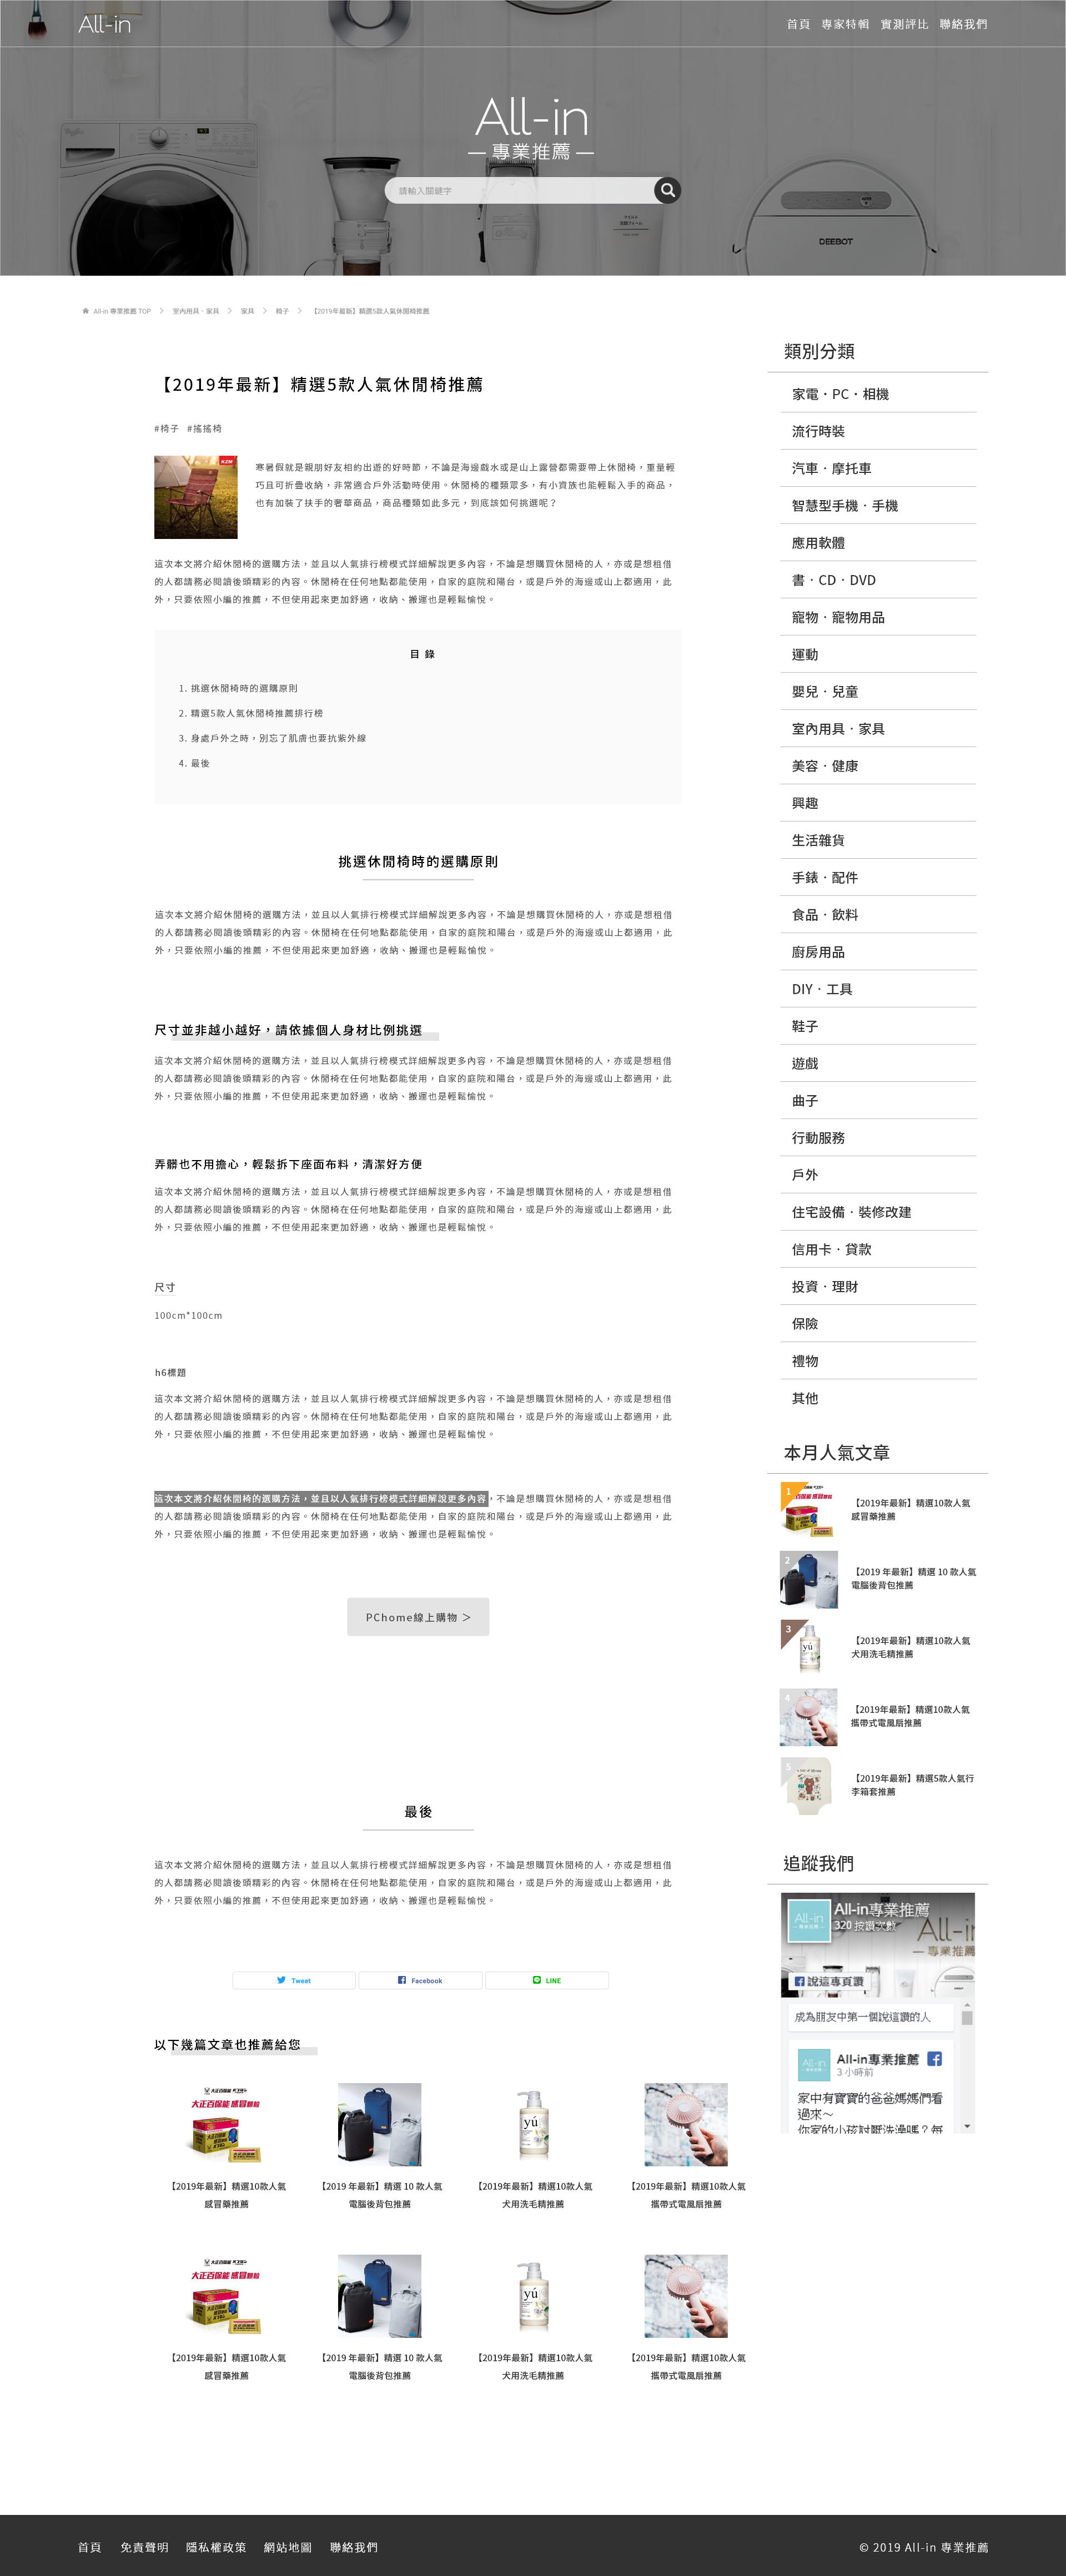 All-in
首頁 專家特輯 實測評比 聯絡我們
All-in
— 專業推薦 —
請輸入關鍵字
DEEBOT
All-in 專業推薦 TOP > 室內用具・家具 > 家具 > 椅子 > 【2019年最新】精選5款人氣休閒椅推薦
【2019年最新】精選5款人氣休閒椅推薦
#椅子 #搖搖椅
KZM
寒暑假就是親朋好友相約出遊的好時節，不論是海邊戲水或是山上露營都需要帶上休閒椅，重量輕
巧且可折疊收納，非常適合戶外活動時使用。休閒椅的種類眾多，有小資族也能輕鬆入手的商品，
也有加裝了扶手的奢華商品，商品種類如此多元，到底該如何挑選呢？
這次本文將介紹休閒椅的選購方法，並且以人氣排行榜模式詳細解說更多內容，不論是想購買休閒椅的人，亦或是想租借
的人都請務必閱讀後頭精彩的內容。休閒椅在任何地點都能使用，自家的庭院和陽台，或是戶外的海邊或山上都適用，此
外，只要依照小編的推薦，不但使用起來更加舒適，收納、搬運也是輕鬆愉悅。
目 錄
1. 挑選休閒椅時的選購原則
2. 精選5款人氣休閒椅推薦排行榜
3. 身處戶外之時，別忘了肌膚也要抗紫外線
4. 最後
挑選休閒椅時的選購原則
這次本文將介紹休閒椅的選購方法，並且以人氣排行榜模式詳細解說更多內容，不論是想購買休閒椅的人，亦或是想租借
的人都請務必閱讀後頭精彩的內容。休閒椅在任何地點都能使用，自家的庭院和陽台，或是戶外的海邊或山上都適用，此
外，只要依照小編的推薦，不但使用起來更加舒適，收納、搬運也是輕鬆愉悅。
尺寸並非越小越好，請依據個人身材比例挑選
這次本文將介紹休閒椅的選購方法，並且以人氣排行榜模式詳細解說更多內容，不論是想購買休閒椅的人，亦或是想租借
的人都請務必閱讀後頭精彩的內容。休閒椅在任何地點都能使用，自家的庭院和陽台，或是戶外的海邊或山上都適用，此
外，只要依照小編的推薦，不但使用起來更加舒適，收納、搬運也是輕鬆愉悅。
弄髒也不用擔心，輕鬆拆下座面布料，清潔好方便
這次本文將介紹休閒椅的選購方法，並且以人氣排行榜模式詳細解說更多內容，不論是想購買休閒椅的人，亦或是想租借
的人都請務必閱讀後頭精彩的內容。休閒椅在任何地點都能使用，自家的庭院和陽台，或是戶外的海邊或山上都適用，此
外，只要依照小編的推薦，不但使用起來更加舒適，收納、搬運也是輕鬆愉悅。
尺寸
100cm*100cm
h6標題
這次本文將介紹休閒椅的選購方法，並且以人氣排行榜模式詳細解說更多內容，不論是想購買休閒椅的人，亦或是想租借
的人都請務必閱讀後頭精彩的內容。休閒椅在任何地點都能使用，自家的庭院和陽台，或是戶外的海邊或山上都適用，此
外，只要依照小編的推薦，不但使用起來更加舒適，收納、搬運也是輕鬆愉悅。
這次本文將介紹休閒椅的選購方法，並且以人氣排行榜模式詳細解說更多內容，不論是想購買休閒椅的人，亦或是想租借
的人都請務必閱讀後頭精彩的內容。休閒椅在任何地點都能使用，自家的庭院和陽台，或是戶外的海邊或山上都適用，此
外，只要依照小編的推薦，不但使用起來更加舒適，收納、搬運也是輕鬆愉悅。
PChome線上購物 >
最後
這次本文將介紹休閒椅的選購方法，並且以人氣排行榜模式詳細解說更多內容，不論是想購買休閒椅的人，亦或是想租借
的人都請務必閱讀後頭精彩的內容。休閒椅在任何地點都能使用，自家的庭院和陽台，或是戶外的海邊或山上都適用，此
外，只要依照小編的推薦，不但使用起來更加舒適，收納、搬運也是輕鬆愉悅。
Tweet Facebook LINE
以下幾篇文章也推薦給您
大正百保能 感冒顆粒
yú
【2019年最新】精選10款人氣
感冒藥推薦
【2019 年最新】精選 10 款人氣
電腦後背包推薦
【2019年最新】精選10款人氣
犬用洗毛精推薦
【2019年最新】精選10款人氣
攜帶式電風扇推薦
大正百保能 感冒顆粒
yú
【2019年最新】精選10款人氣
感冒藥推薦
【2019 年最新】精選 10 款人氣
電腦後背包推薦
【2019年最新】精選10款人氣
犬用洗毛精推薦
【2019年最新】精選10款人氣
攜帶式電風扇推薦
類別分類
家電・PC・相機
流行時裝
汽車・摩托車
智慧型手機・手機
應用軟體
書・CD・DVD
寵物・寵物用品
運動
嬰兒・兒童
室內用具・家具
美容・健康
興趣
生活雜貨
手錶・配件
食品・飲料
廚房用品
DIY・工具
鞋子
遊戲
曲子
行動服務
戶外
住宅設備・裝修改建
信用卡・貸款
投資・理財
保險
禮物
其他
本月人氣文章
1
大正百保能 感冒顆粒
【2019年最新】精選10款人氣
感冒藥推薦
2
【2019 年最新】精選 10 款人氣
電腦後背包推薦
3
yú
【2019年最新】精選10款人氣
犬用洗毛精推薦
4
【2019年最新】精選10款人氣
攜帶式電風扇推薦
5
【2019年最新】精選5款人氣行
李箱套推薦
追蹤我們
All-in
專業推薦
All-in專業推薦
320 按讚次數
All-in
— 專業推薦
說這專頁讚
成為朋友中第一個說這讚的人
All-in
專業推薦
All-in專業推薦
3 小時前
家中有寶寶的爸爸媽媽們看
過來～
你家的小孩討厭洗澡嗎？每
首頁 免責聲明 隱私權政策 網站地圖 聯絡我們
© 2019 All-in 專業推薦